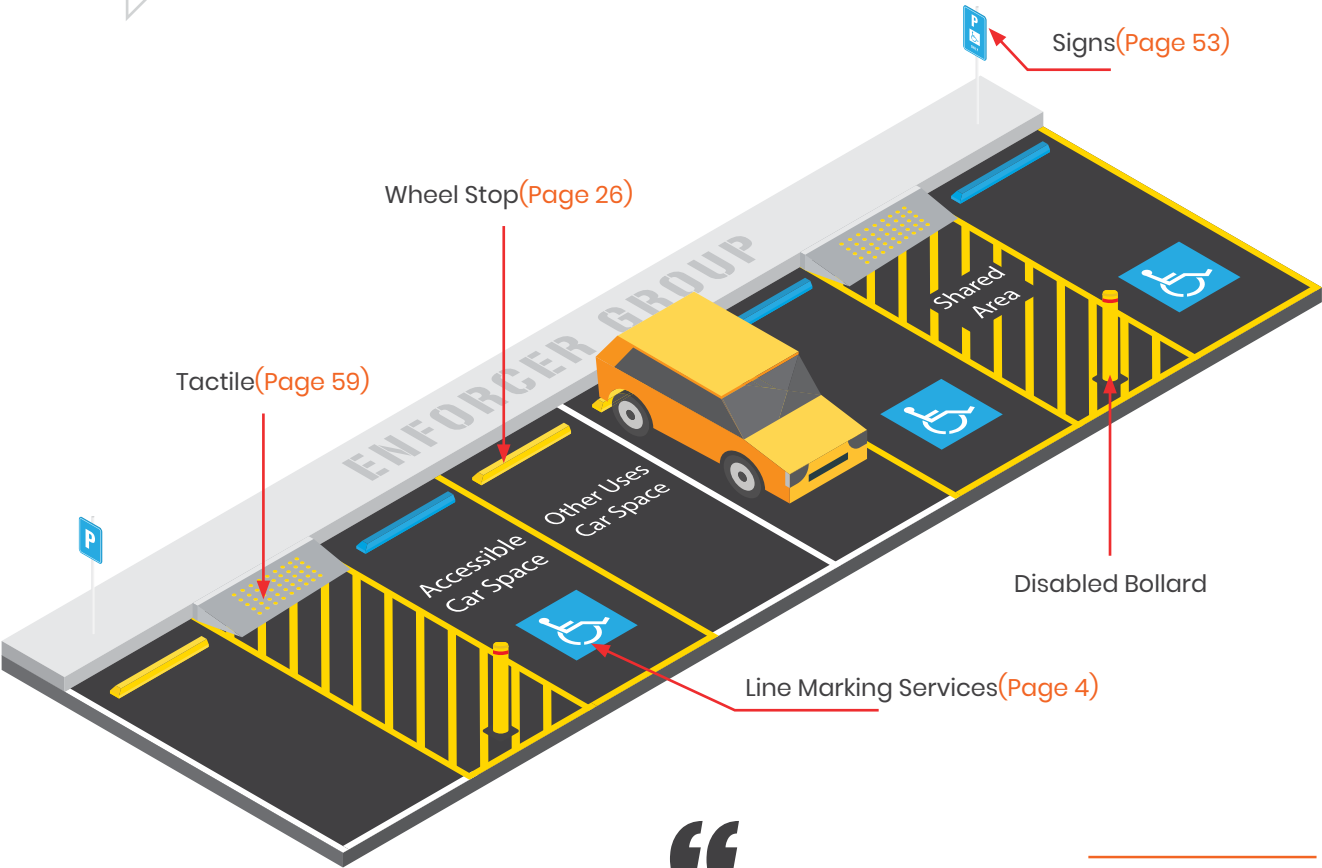 P
Signs(Page 53)
Wheel Stop(Page 26)
ENFORCER GROUP
Shared
Area
Tactile(Page 59)
Other Uses
Car Space
P
Accessible
Car Space
Disabled Bollard
Line Marking Services(Page 4)
“